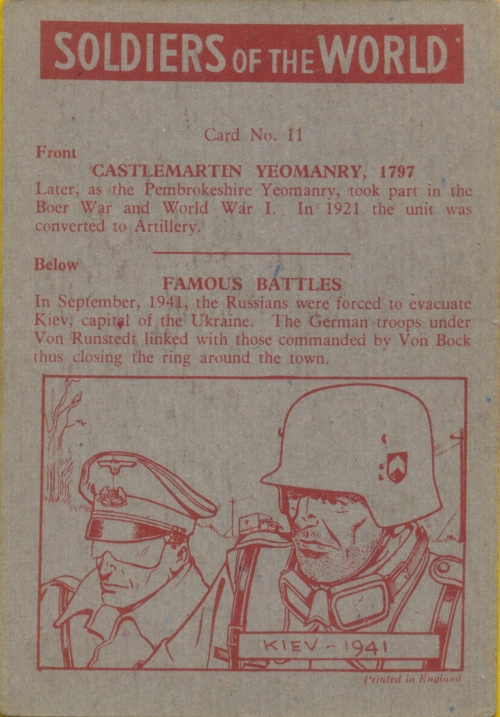 SOLDIERS OF THE WORLD
Card No. 11
Front
CASTLEMARTIN YEOMANRY, 1797
Later, as the Pembrokeshire Yeomanry, took part in the
Boer War and World War I. In 1921 the unit was
converted to Artillery.
Below
FAMOUS BATTLES
In September, 1941, the Russians were forced to evacuate
Kiev, capital of the Ukraine. The German troops under
Von Runstedt linked with those commanded by Von Bock
thus closing the ring around the town.
KIEV - 1941
Printed in England